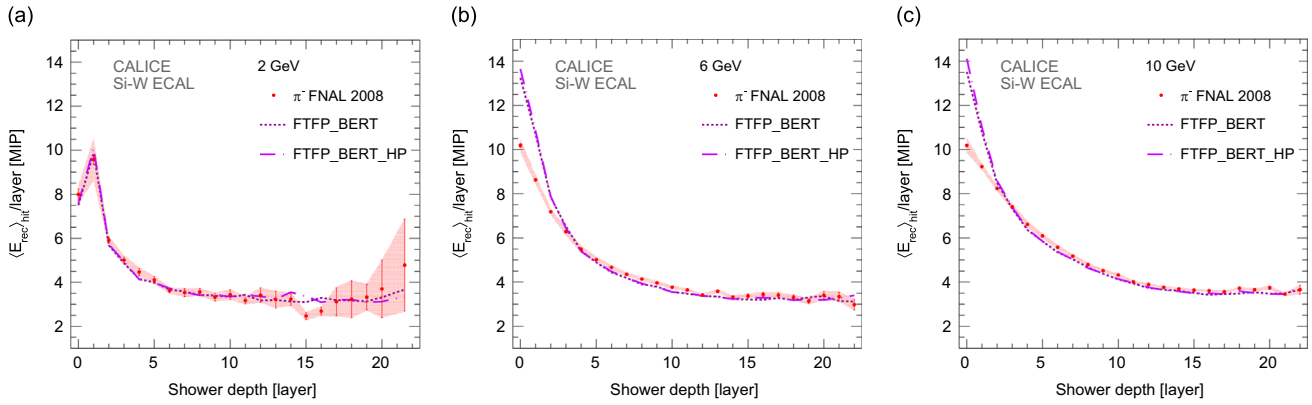 (a)
CALICE
Si-W ECAL
2 GeV
π⁻ FNAL 2008
FTFP_BERT
FTFP_BERT_HP
⟨E_rec⟩_hit/layer [MIP]
14
12
10
8
6
4
2
0 5 10 15 20
Shower depth [layer]
(b)
CALICE
Si-W ECAL
6 GeV
π⁻ FNAL 2008
FTFP_BERT
FTFP_BERT_HP
⟨E_rec⟩_hit/layer [MIP]
14
12
10
8
6
4
2
0 5 10 15 20
Shower depth [layer]
(c)
CALICE
Si-W ECAL
10 GeV
π⁻ FNAL 2008
FTFP_BERT
FTFP_BERT_HP
⟨E_rec⟩_hit/layer [MIP]
14
12
10
8
6
4
2
0 5 10 15 20
Shower depth [layer]